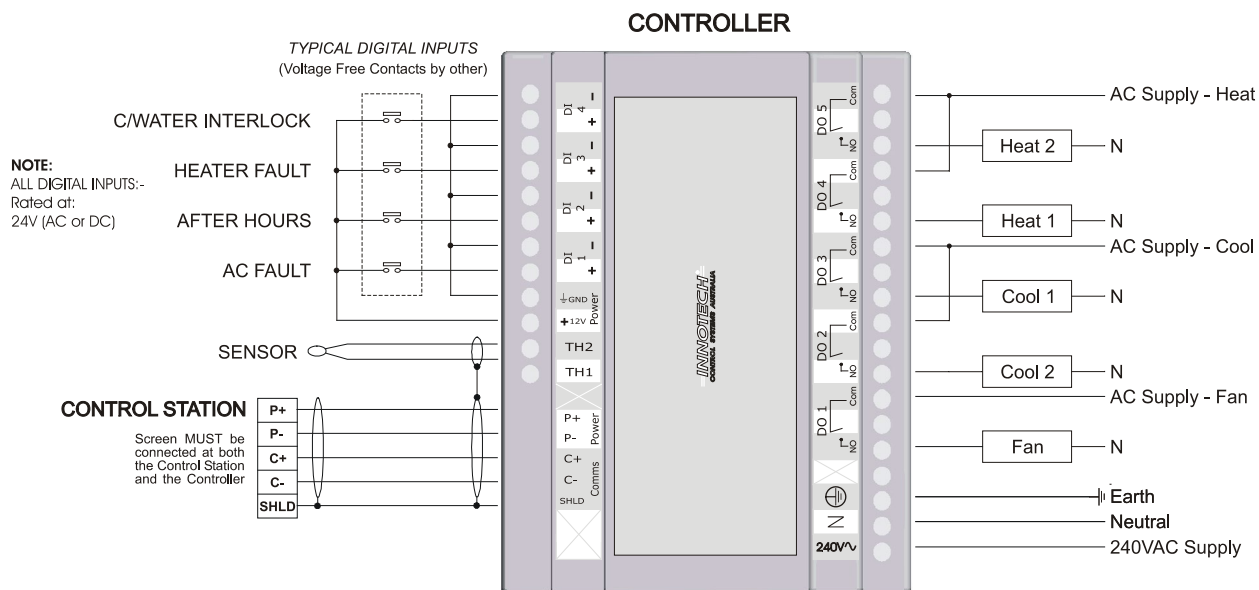 CONTROLLER
TYPICAL DIGITAL INPUTS
(Voltage Free Contacts by other)
C/WATER INTERLOCK
HEATER FAULT
AFTER HOURS
AC FAULT
NOTE:
ALL DIGITAL INPUTS:-
Rated at:
24V (AC or DC)
SENSOR
CONTROL STATION
Screen MUST be
connected at both
the Control Station
and the Controller
P+
P-
C+
C-
SHLD
DI 4
-
+
DI 3
-
+
DI 2
-
+
DI 1
-
+
GND
+12V
Power
TH2
TH1
P+
P-
Power
C+
C-
SHLD
Comms
INNOTECH
CONTROL SYSTEMS AUSTRALIA
DO 5
Com
NO
DO 4
Com
NO
DO 3
Com
NO
DO 2
Com
NO
DO 1
Com
NO
N
240V~
AC Supply - Heat
Heat 2 N
Heat 1 N
AC Supply - Cool
Cool 1 N
Cool 2 N
AC Supply - Fan
Fan N
Earth
Neutral
240VAC Supply